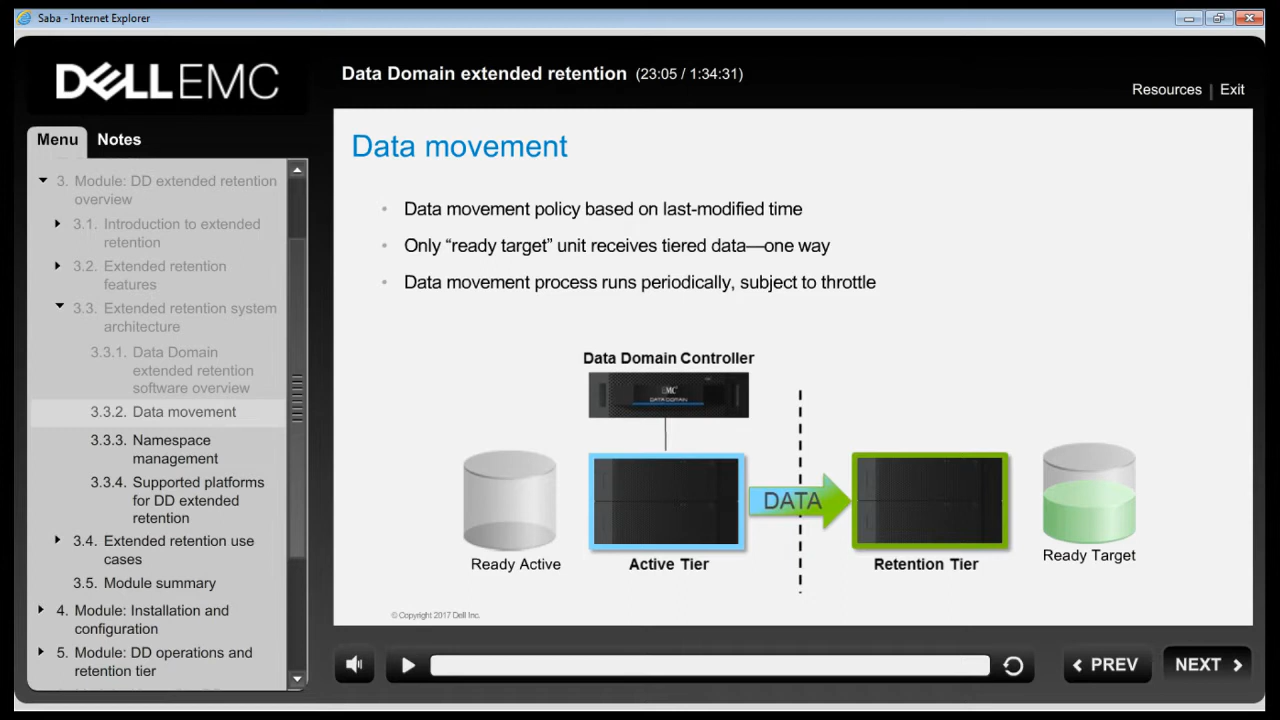 Saba - Internet Explorer
DELLEMC
Data Domain extended retention (23:05 / 1:34:31)
Resources | Exit
Menu
Notes
3. Module: DD extended retention
overview
3.1. Introduction to extended
retention
3.2. Extended retention
features
3.3. Extended retention system
architecture
3.3.1. Data Domain
extended retention
software overview
3.3.2. Data movement
3.3.3. Namespace
management
3.3.4. Supported platforms
for DD extended
retention
3.4. Extended retention use
cases
3.5. Module summary
4. Module: Installation and
configuration
5. Module: DD operations and
retention tier
Data movement
• Data movement policy based on last-modified time
• Only “ready target” unit receives tiered data—one way
• Data movement process runs periodically, subject to throttle
Data Domain Controller
EMC
DATA DOMAIN
DATA
Ready Active
Active Tier
Retention Tier
Ready Target
© Copyright 2017 Dell Inc.
PREV
NEXT